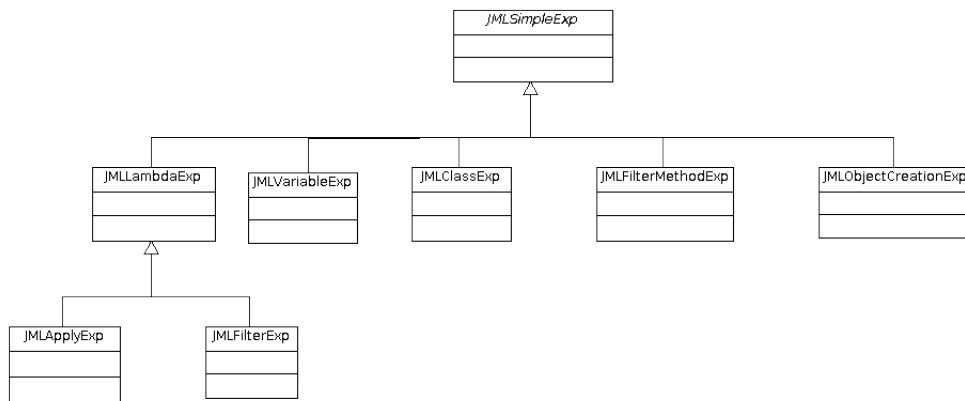 JMLSimpleExp
JMLLambdaExp
JMLVariableExp
JMLClassExp
JMLFilterMethodExp
JMLObjectCreationExp
JMLApplyExp
JMLFilterExp